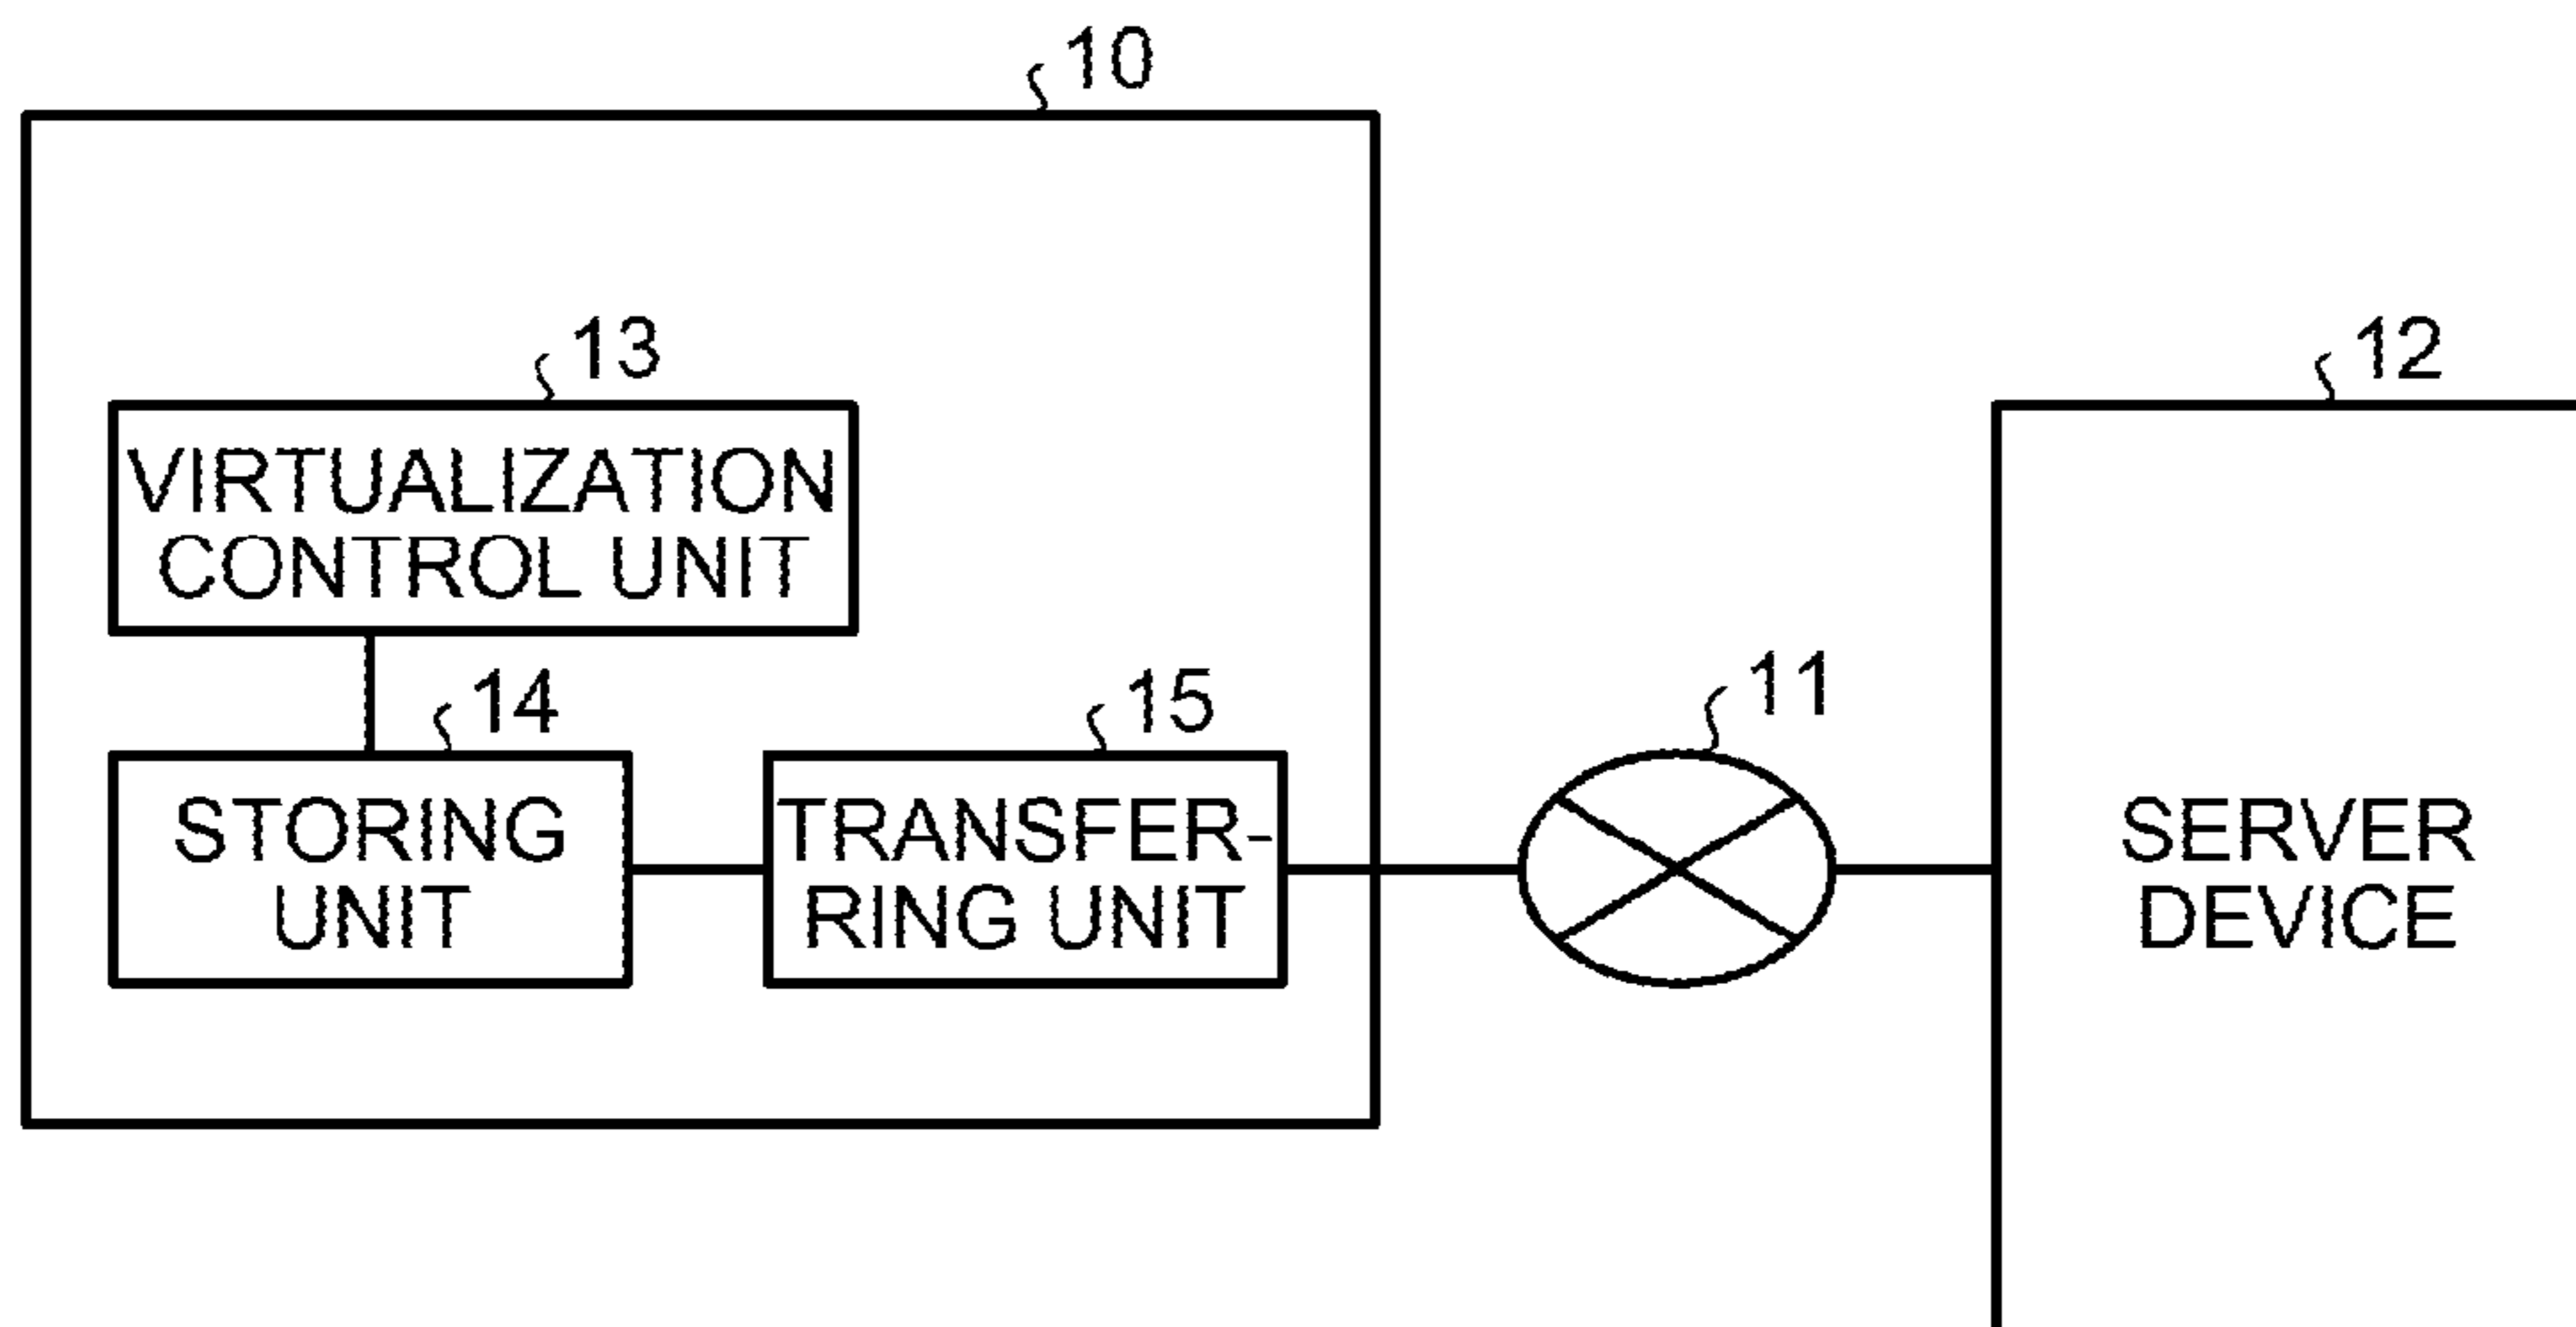 10
13
12
VIRTUALIZATION
CONTROL UNIT
14
15
11
STORING
UNIT
TRANSFER-
RING UNIT
SERVER
DEVICE